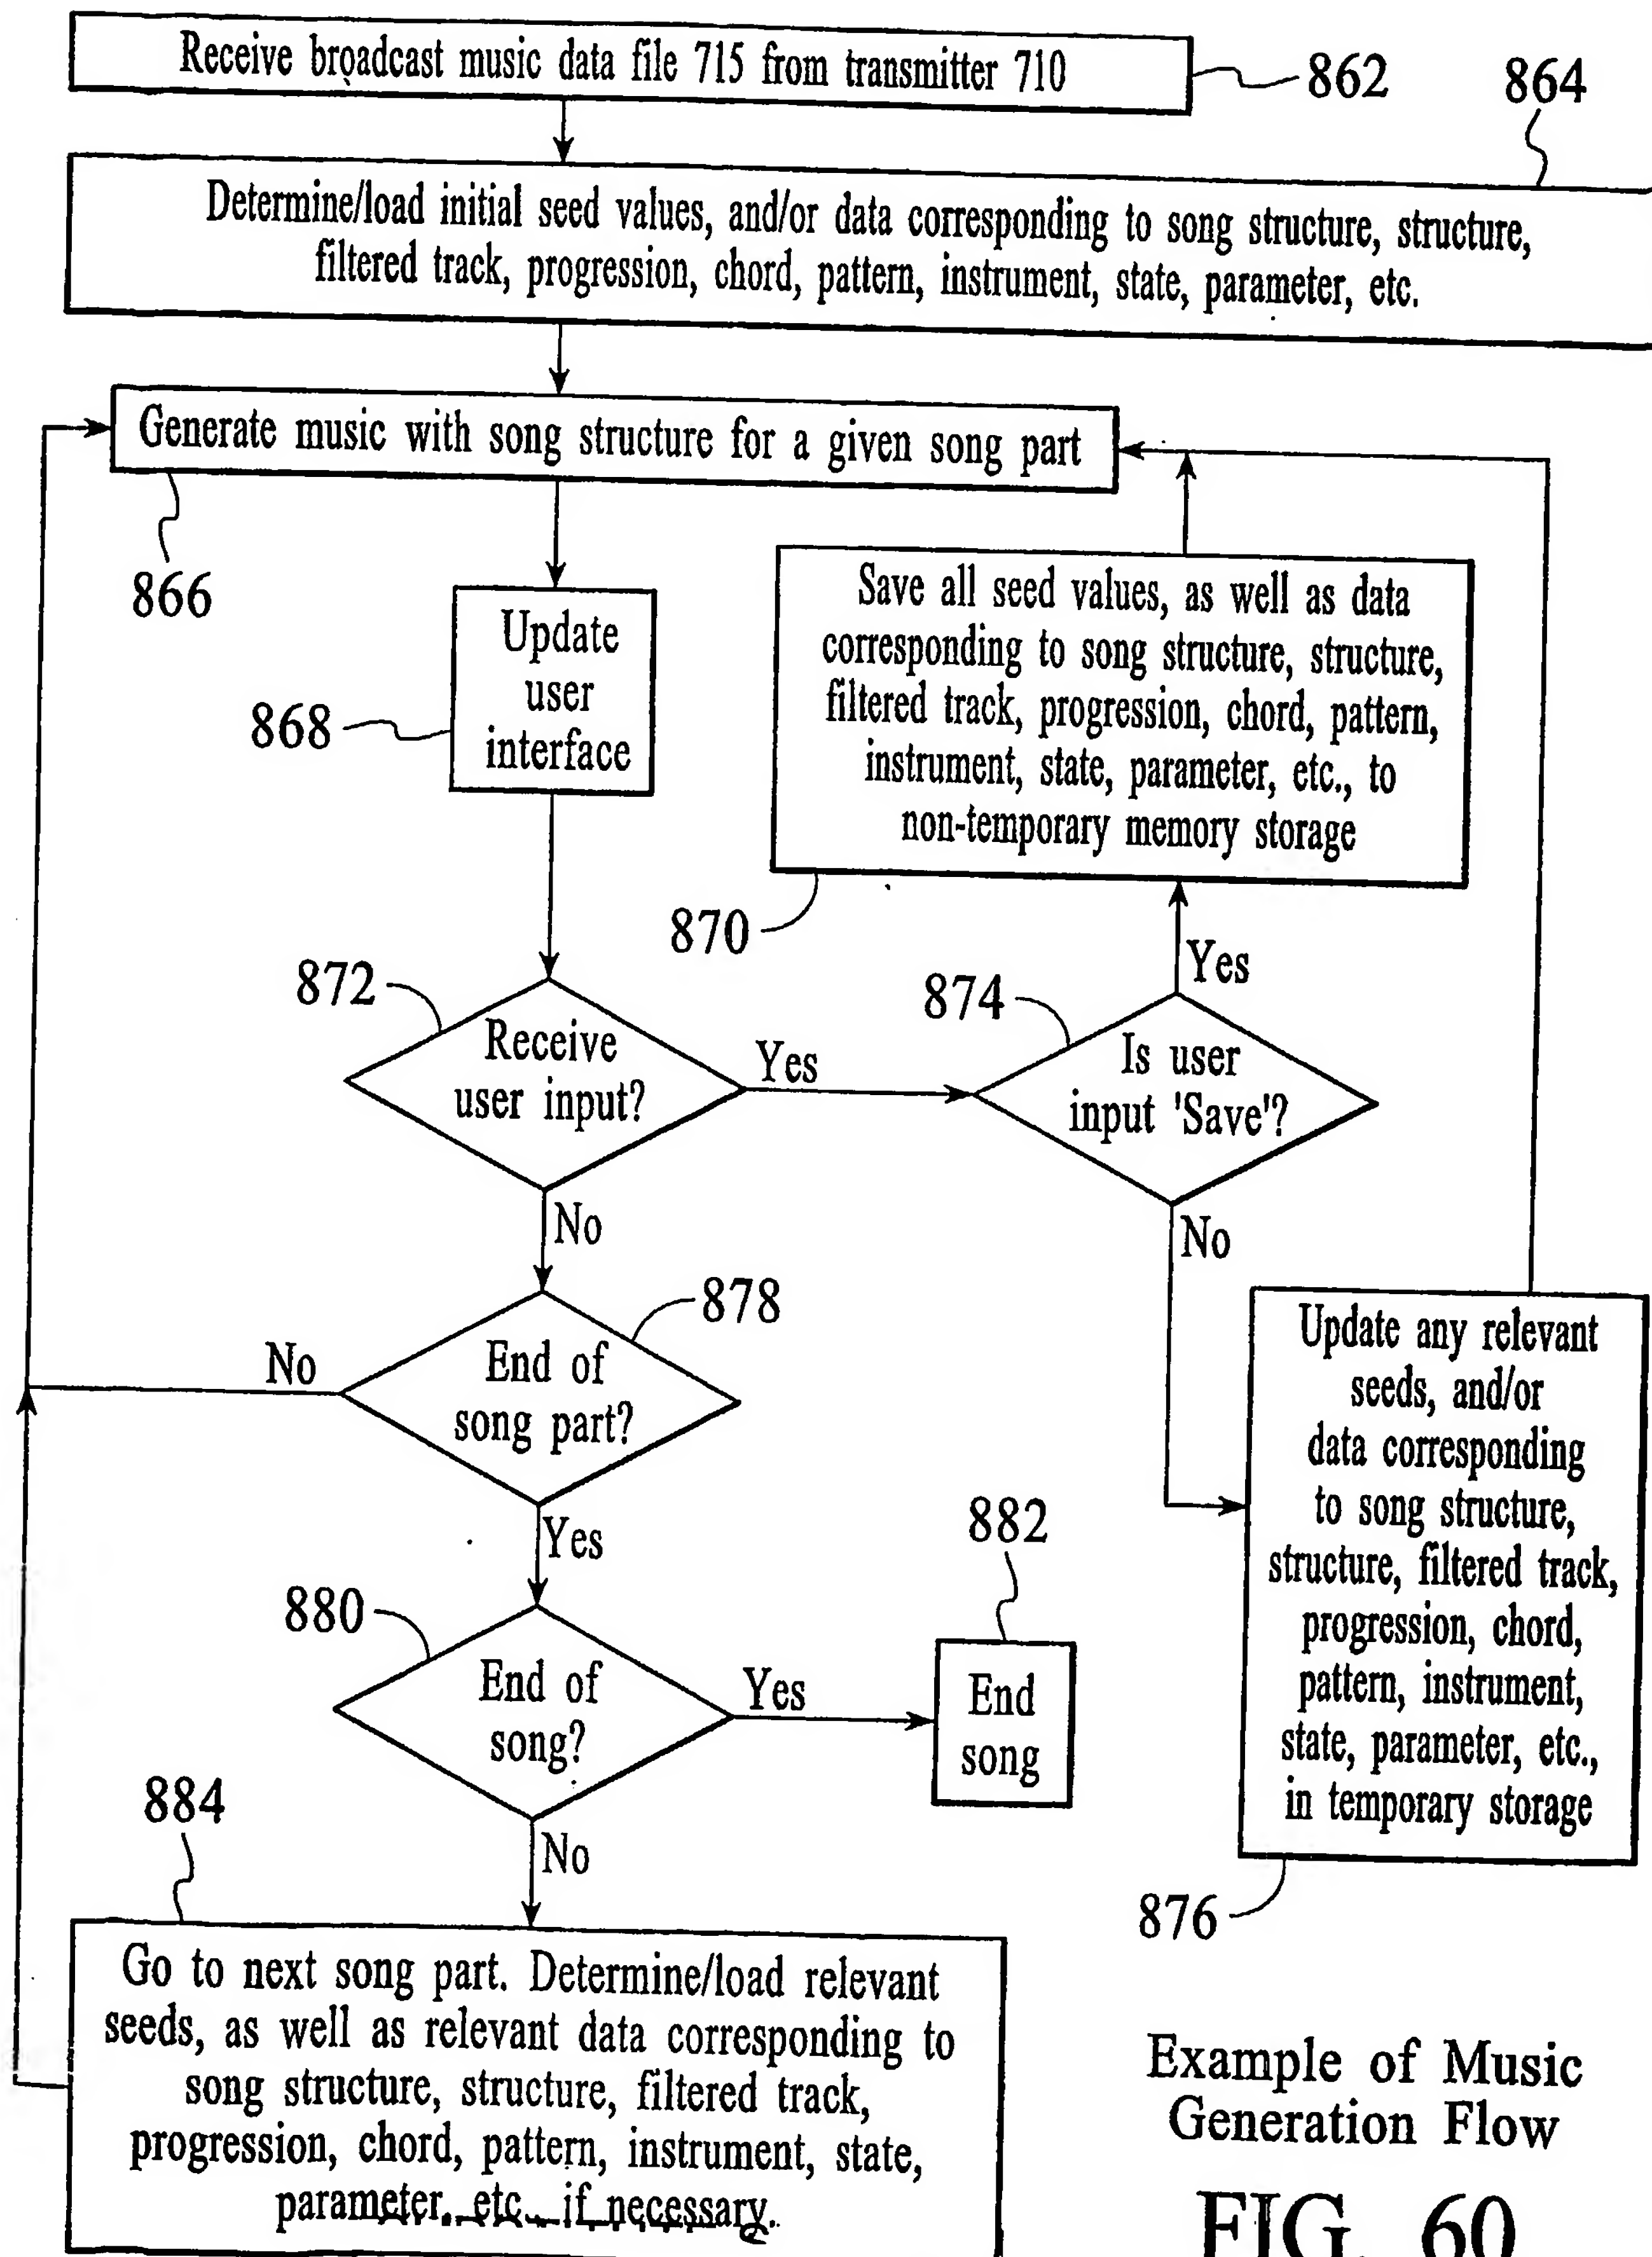 Receive broadcast music data file 715 from transmitter 710
862
864
Determine/load initial seed values, and/or data corresponding to song structure, structure,
filtered track, progression, chord, pattern, instrument, state, parameter, etc.
Generate music with song structure for a given song part
866
Update
user
interface
868
Save all seed values, as well as data
corresponding to song structure, structure,
filtered track, progression, chord, pattern,
instrument, state, parameter, etc., to
non-temporary memory storage
870
872
Receive
user input?
Yes
874
Is user
input 'Save'?
Yes
No
No
878
End of
song part?
No
Yes
Update any relevant
seeds, and/or
data corresponding
to song structure,
structure, filtered track,
progression, chord,
pattern, instrument,
state, parameter, etc.,
in temporary storage
876
880
End of
song?
Yes
882
End
song
No
884
Go to next song part. Determine/load relevant
seeds, as well as relevant data corresponding to
song structure, structure, filtered track,
progression, chord, pattern, instrument, state,
parameter, etc., if necessary.
Example of Music
Generation Flow
FIG. 60